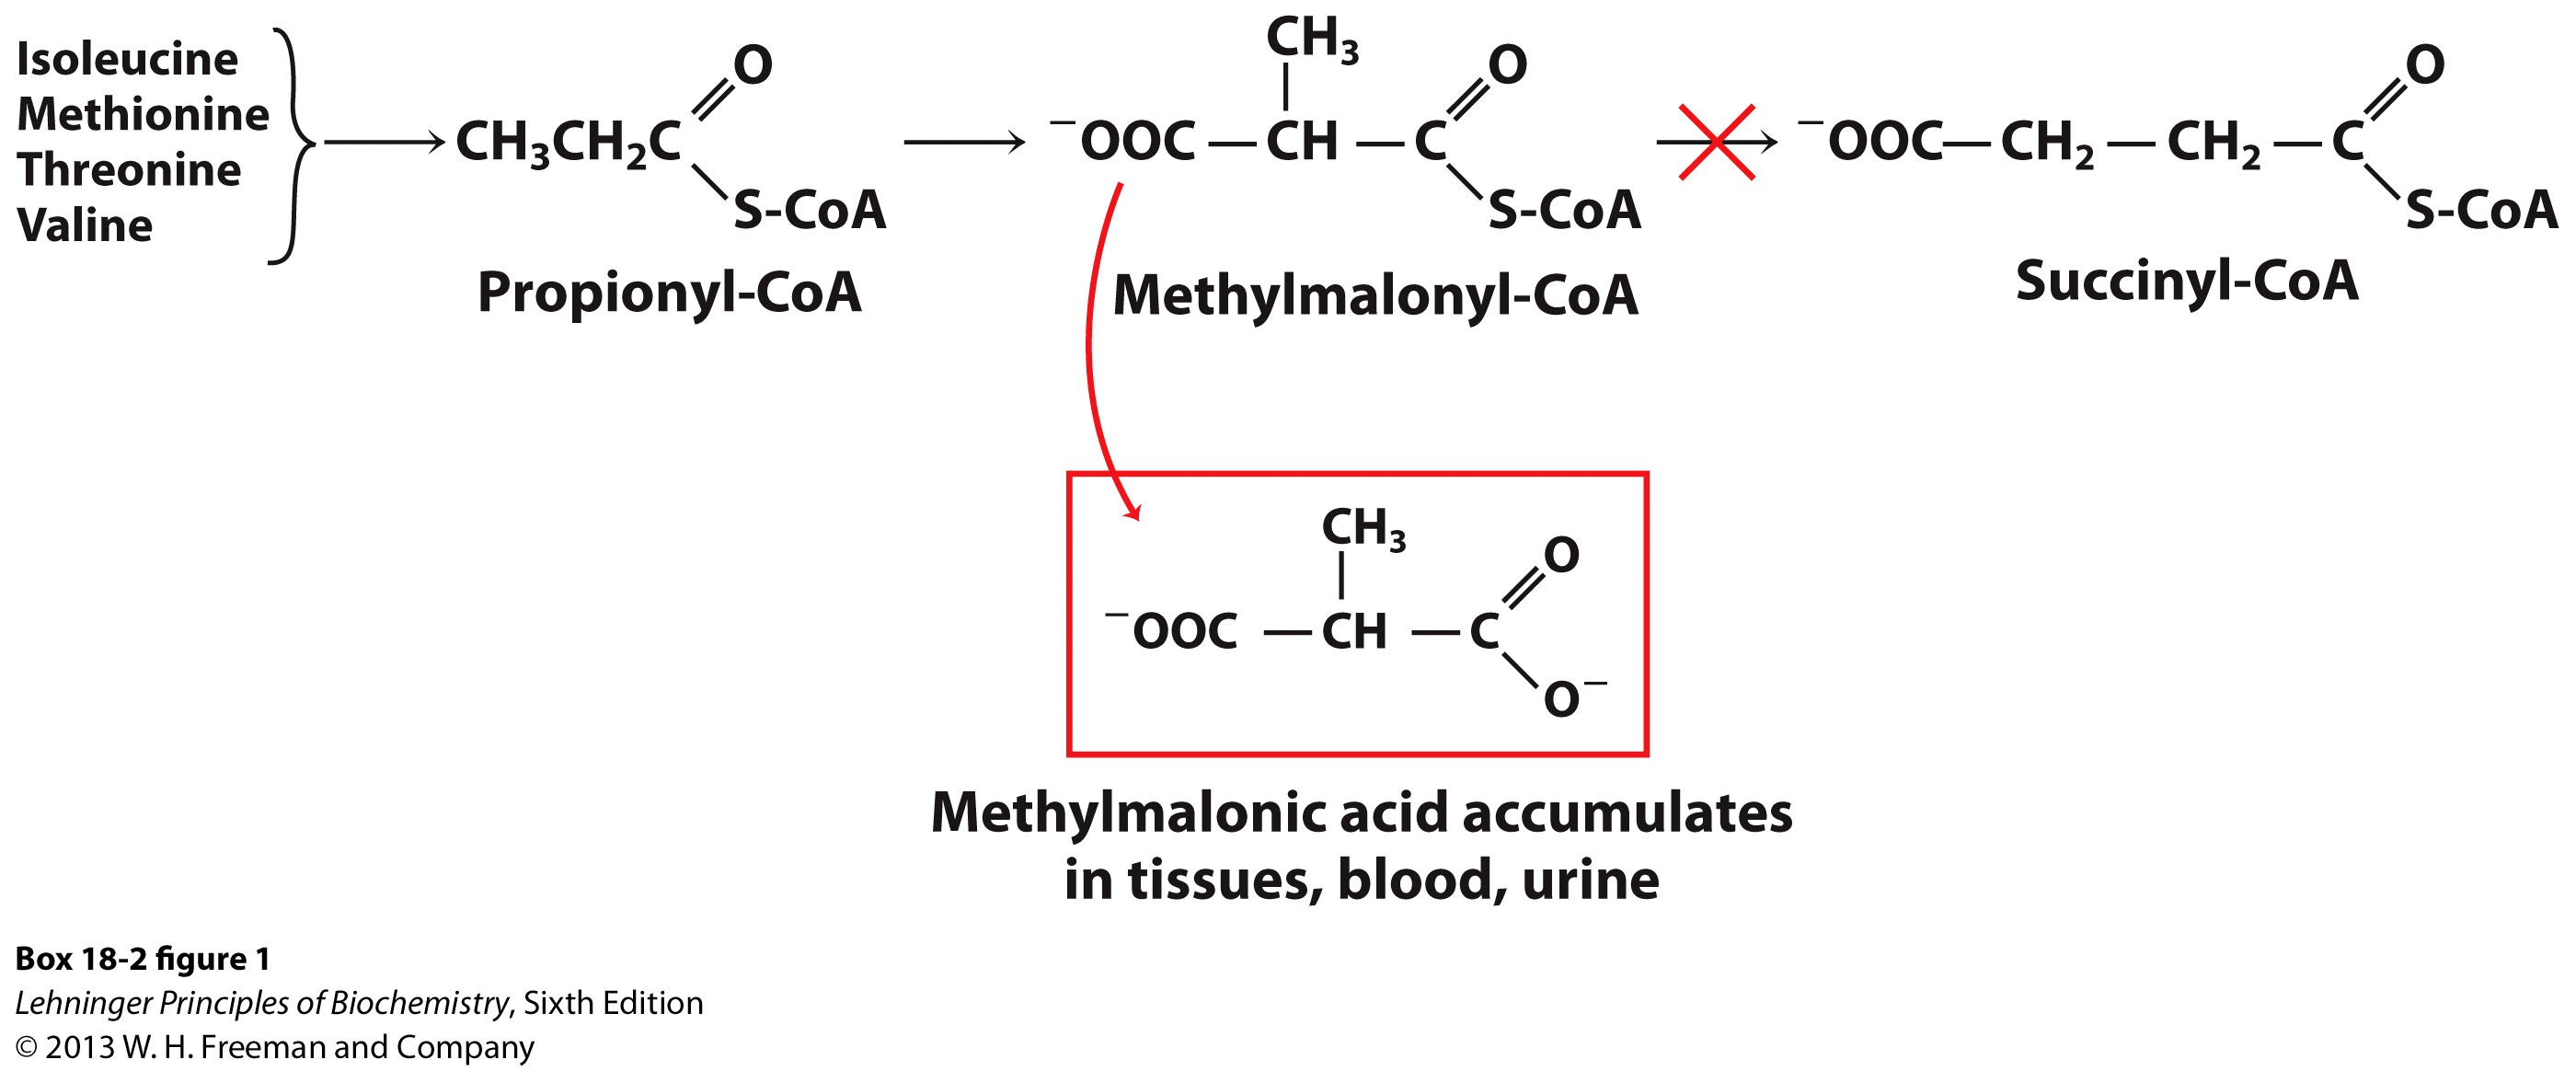 Isoleucine
Methionine
Threonine
Valine
CH₃CH₂C
O
S-CoA
Propionyl-CoA
CH₃
⁻OOC — CH — C
O
S-CoA
Methylmalonyl-CoA
⁻OOC — CH₂ — CH₂ — C
O
S-CoA
Succinyl-CoA
CH₃
⁻OOC — CH — C
O
O⁻
Methylmalonic acid accumulates
in tissues, blood, urine
Box 18-2 figure 1
Lehninger Principles of Biochemistry, Sixth Edition
© 2013 W. H. Freeman and Company